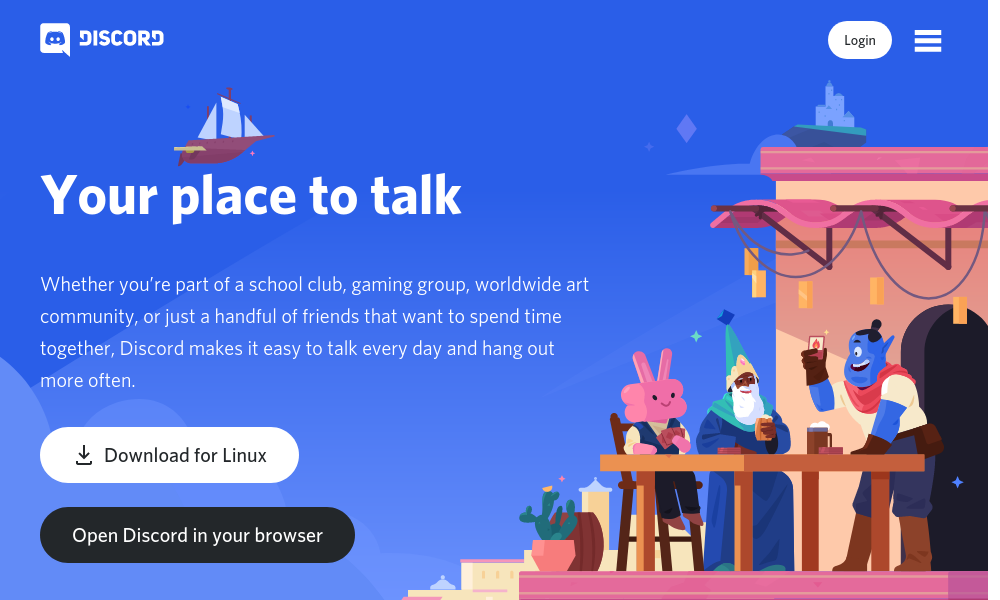 DISCORD
Login
Your place to talk
Whether you're part of a school club, gaming group, worldwide art
community, or just a handful of friends that want to spend time
together, Discord makes it easy to talk every day and hang out
more often.
Download for Linux
Open Discord in your browser